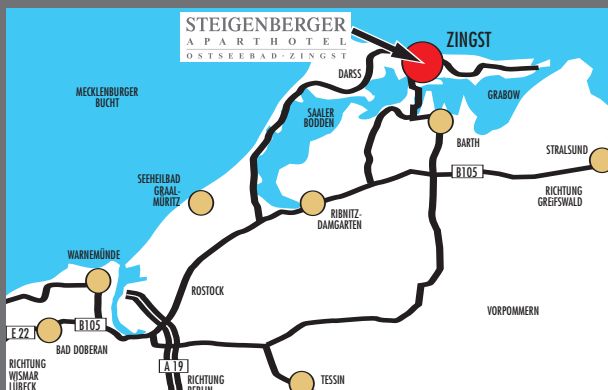 STEIGENBERGER
APARTHOTEL
OSTSEEBAD·ZINGST
ZINGST
DARSS
MECKLENBURGER
BUCHT
GRABOW
SAALER
BODDEN
BARTH
STRALSUND
B105
SEEHEILBAD
GRAAL-
MÜRITZ
RICHTUNG
GREIFSWALD
RIBNITZ-
DAMGARTEN
WARNEMÜNDE
ROSTOCK
VORPOMMERN
E 22
B105
BAD DOBERAN
RICHTUNG
WISMAR
LÜBECK
A 19
RICHTUNG
BERLIN
TESSIN